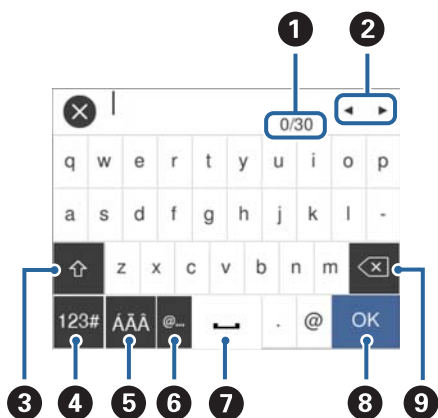 1 2
0/30
q w e r t y u i o p
a s d f g h j k l -
z x c v b n m
123# ÁÃÂ @... . @ OK
3 4 5 6 7 8 9